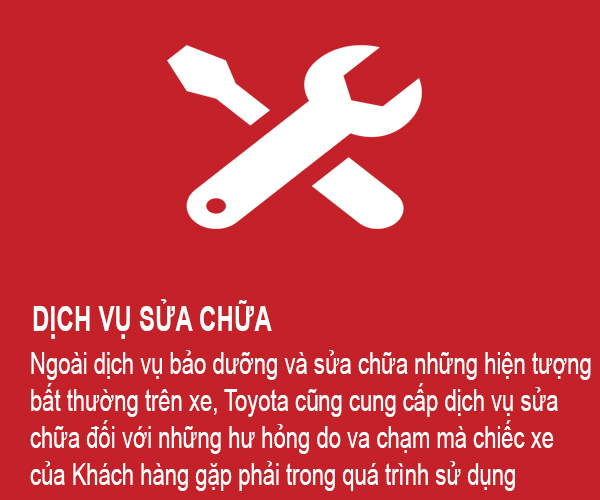 DỊCH VỤ SỬA CHỮA
Ngoài dịch vụ bảo dưỡng và sửa chữa những hiện tượng
bất thường trên xe, Toyota cũng cung cấp dịch vụ sửa
chữa đối với những hư hỏng do va chạm mà chiếc xe
của Khách hàng gặp phải trong quá trình sử dụng